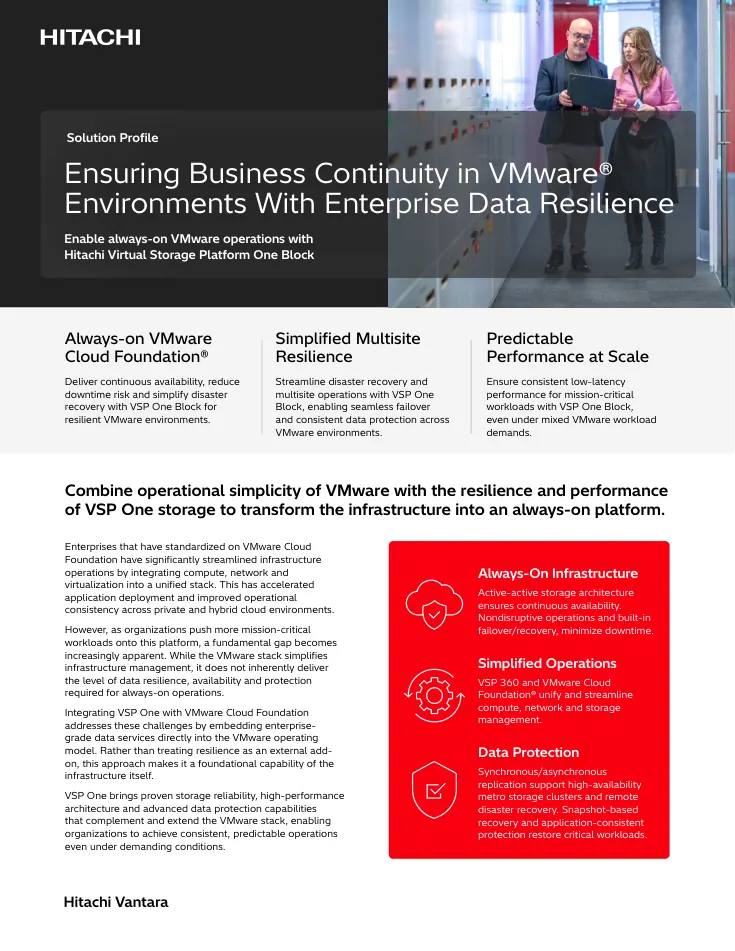 HITACHI
Solution Profile
Ensuring Business Continuity in VMware®
Environments With Enterprise Data Resilience
Enable always-on VMware operations with
Hitachi Virtual Storage Platform One Block
Always-on VMware
Cloud Foundation®
Deliver continuous availability, reduce
downtime risk and simplify disaster
recovery with VSP One Block for
resilient VMware environments.
Simplified Multisite
Resilience
Streamline disaster recovery and
multisite operations with VSP One
Block, enabling seamless failover
and consistent data protection across
VMware environments.
Predictable
Performance at Scale
Ensure consistent low-latency
performance for mission-critical
workloads with VSP One Block,
even under mixed VMware workload
demands.
Combine operational simplicity of VMware with the resilience and performance
of VSP One storage to transform the infrastructure into an always-on platform.
Enterprises that have standardized on VMware Cloud
Foundation have significantly streamlined infrastructure
operations by integrating compute, network and
virtualization into a unified stack. This has accelerated
application deployment and improved operational
consistency across private and hybrid cloud environments.
However, as organizations push more mission-critical
workloads onto this platform, a fundamental gap becomes
increasingly apparent. While the VMware stack simplifies
infrastructure management, it does not inherently deliver
the level of data resilience, availability and protection
required for always-on operations.
Integrating VSP One with VMware Cloud Foundation
addresses these challenges by embedding enterprise-
grade data services directly into the VMware operating
model. Rather than treating resilience as an external add-
on, this approach makes it a foundational capability of the
infrastructure itself.
VSP One brings proven storage reliability, high-performance
architecture and advanced data protection capabilities
that complement and extend the VMware stack, enabling
organizations to achieve consistent, predictable operations
even under demanding conditions.
Always-On Infrastructure
Active-active storage architecture
ensures continuous availability.
Nondisruptive operations and built-in
failover/recovery, minimize downtime.
Simplified Operations
VSP 360 and VMware Cloud
Foundation® unify and streamline
compute, network and storage
management.
Data Protection
Synchronous/asynchronous
replication support high-availability
metro storage clusters and remote
disaster recovery. Snapshot-based
recovery and application-consistent
protection restore critical workloads.
Hitachi Vantara